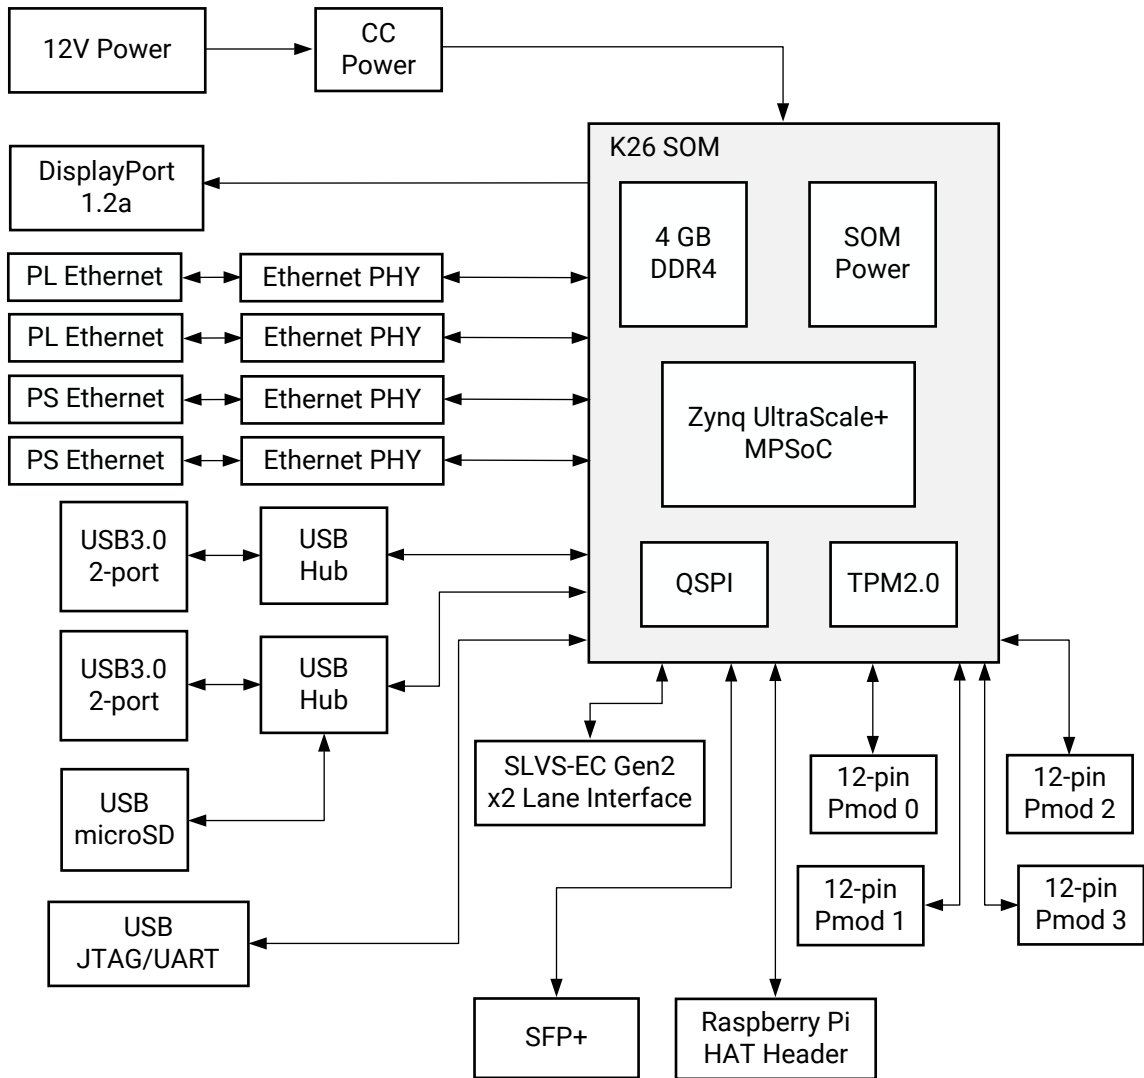 12V Power
CC
Power
K26 SOM
DisplayPort
1.2a
4 GB
DDR4
SOM
Power
PL Ethernet
Ethernet PHY
PL Ethernet
Ethernet PHY
PS Ethernet
Ethernet PHY
PS Ethernet
Ethernet PHY
Zynq UltraScale+
MPSoC
USB3.0
2-port
USB
Hub
QSPI
TPM2.0
USB3.0
2-port
USB
Hub
SLVS-EC Gen2
x2 Lane Interface
12-pin
Pmod 0
12-pin
Pmod 2
USB
microSD
12-pin
Pmod 1
12-pin
Pmod 3
USB
JTAG/UART
SFP+
Raspberry Pi
HAT Header